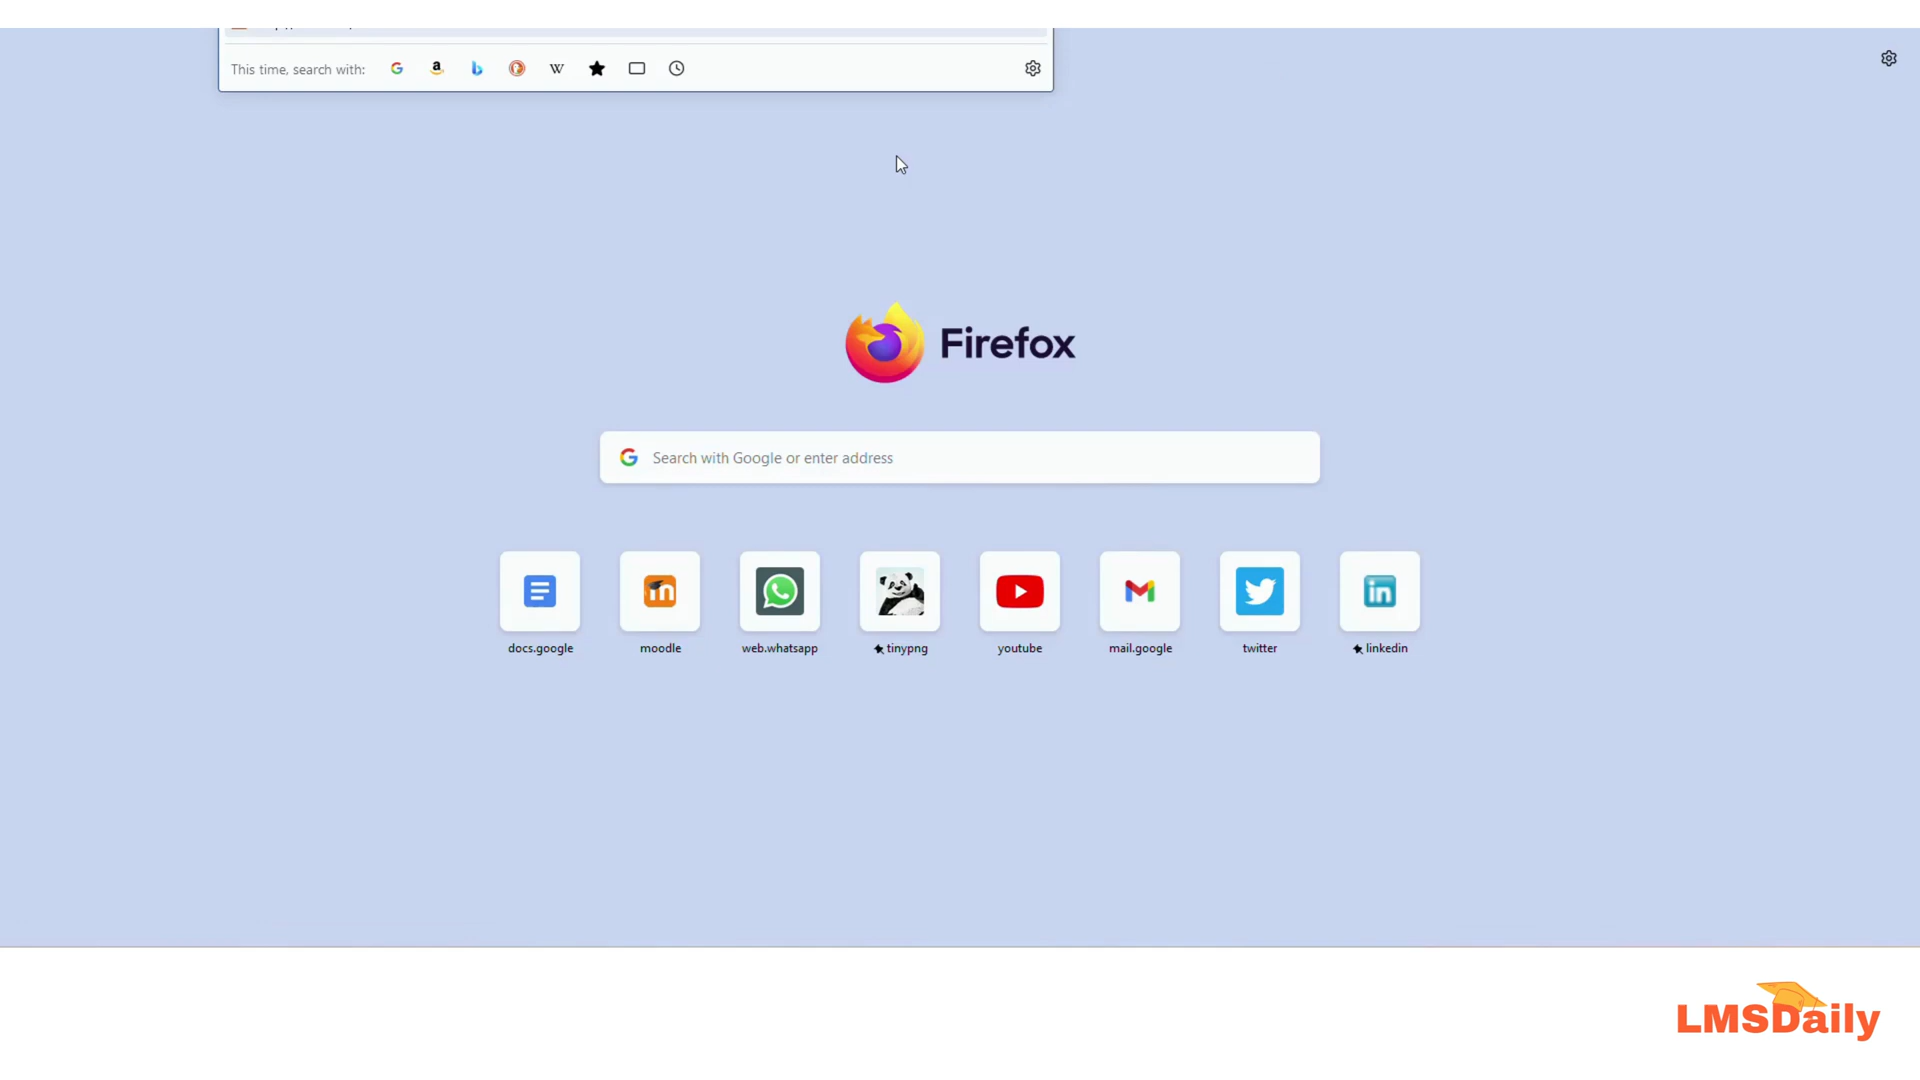 This time, search with:
Firefox
Search with Google or enter address
docs.google
moodle
web.whatsapp
tinypng
youtube
mail.google
twitter
linkedin
LMSDaily